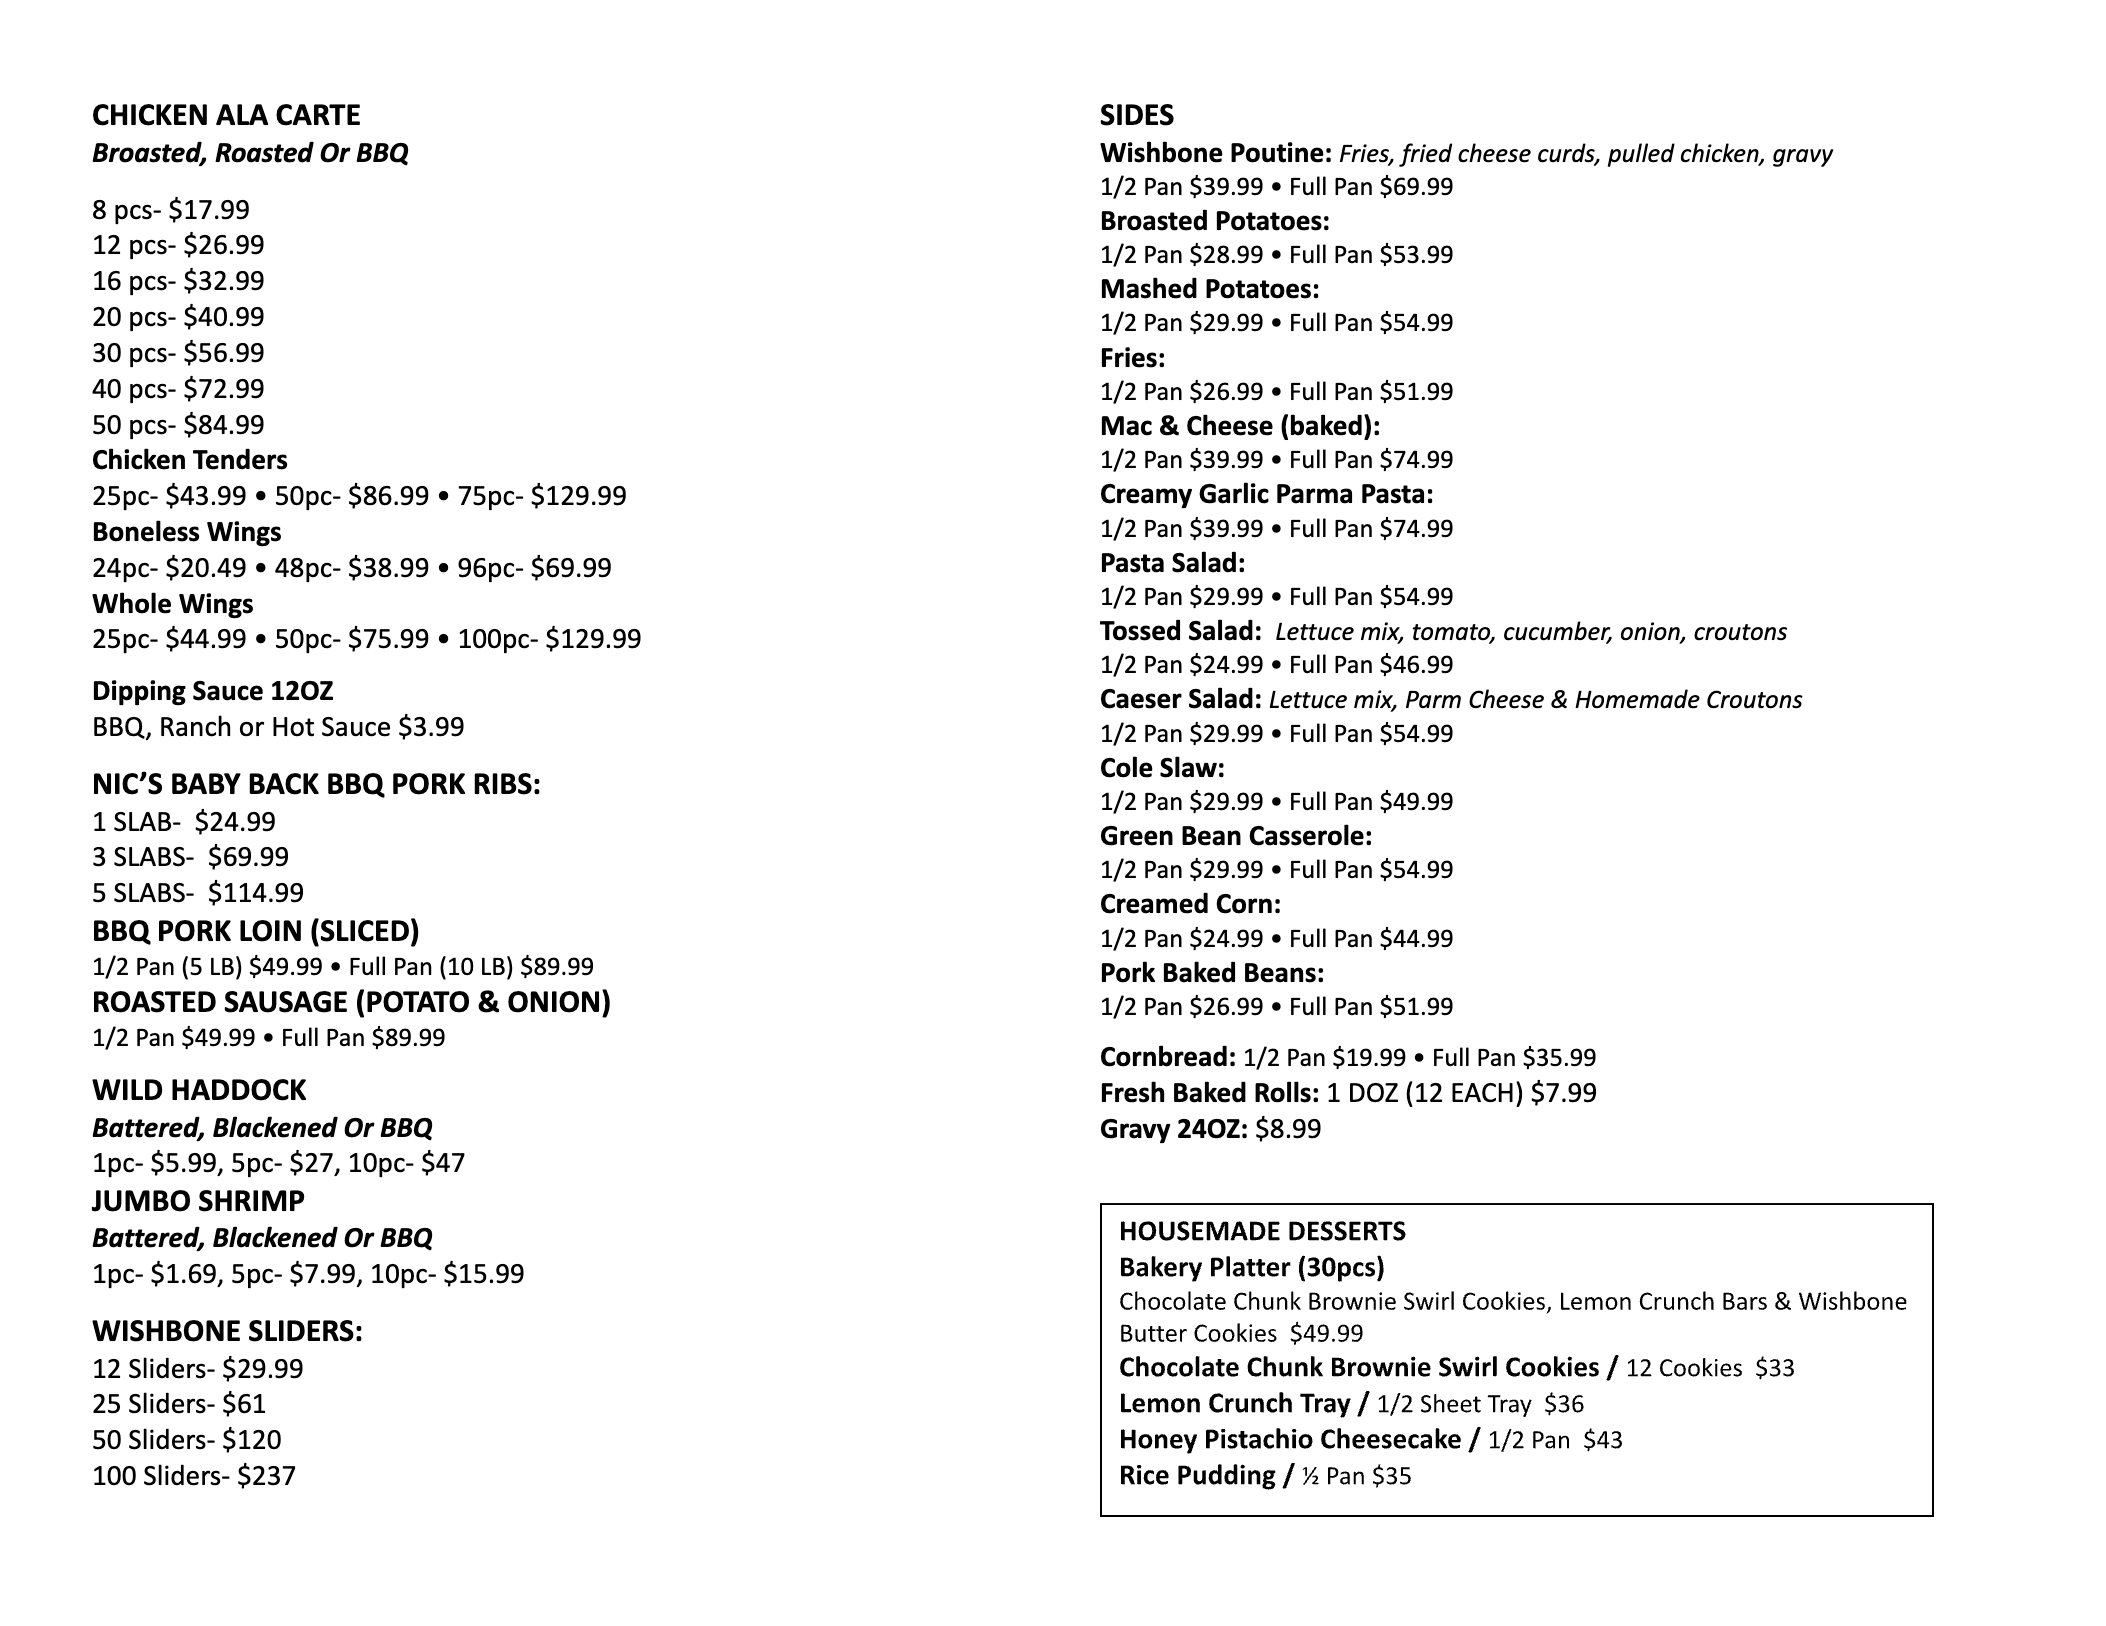 CHICKEN ALA CARTE
Broasted, Roasted Or BBQ
8 pcs- $17.99
12 pcs- $26.99
16 pcs- $32.99
20 pcs- $40.99
30 pcs- $56.99
40 pcs- $72.99
50 pcs- $84.99
Chicken Tenders
25pc- $43.99 • 50pc- $86.99 • 75pc- $129.99
Boneless Wings
24pc- $20.49 • 48pc- $38.99 • 96pc- $69.99
Whole Wings
25pc- $44.99 • 50pc- $75.99 • 100pc- $129.99
Dipping Sauce 12OZ
BBQ, Ranch or Hot Sauce $3.99
NIC’S BABY BACK BBQ PORK RIBS:
1 SLAB-  $24.99
3 SLABS-  $69.99
5 SLABS-  $114.99
BBQ PORK LOIN (SLICED)
1/2 Pan (5 LB) $49.99 • Full Pan (10 LB) $89.99
ROASTED SAUSAGE (POTATO & ONION)
1/2 Pan $49.99 • Full Pan $89.99
WILD HADDOCK
Battered, Blackened Or BBQ
1pc- $5.99, 5pc- $27, 10pc- $47
JUMBO SHRIMP
Battered, Blackened Or BBQ
1pc- $1.69, 5pc- $7.99, 10pc- $15.99
WISHBONE SLIDERS:
12 Sliders- $29.99
25 Sliders- $61
50 Sliders- $120
100 Sliders- $237
SIDES
Wishbone Poutine: Fries, fried cheese curds, pulled chicken, gravy
1/2 Pan $39.99 • Full Pan $69.99
Broasted Potatoes:
1/2 Pan $28.99 • Full Pan $53.99
Mashed Potatoes:
1/2 Pan $29.99 • Full Pan $54.99
Fries:
1/2 Pan $26.99 • Full Pan $51.99
Mac & Cheese (baked):
1/2 Pan $39.99 • Full Pan $74.99
Creamy Garlic Parma Pasta:
1/2 Pan $39.99 • Full Pan $74.99
Pasta Salad:
1/2 Pan $29.99 • Full Pan $54.99
Tossed Salad:  Lettuce mix, tomato, cucumber, onion, croutons
1/2 Pan $24.99 • Full Pan $46.99
Caeser Salad: Lettuce mix, Parm Cheese & Homemade Croutons
1/2 Pan $29.99 • Full Pan $54.99
Cole Slaw:
1/2 Pan $29.99 • Full Pan $49.99
Green Bean Casserole:
1/2 Pan $29.99 • Full Pan $54.99
Creamed Corn:
1/2 Pan $24.99 • Full Pan $44.99
Pork Baked Beans:
1/2 Pan $26.99 • Full Pan $51.99
Cornbread: 1/2 Pan $19.99 • Full Pan $35.99
Fresh Baked Rolls: 1 DOZ (12 EACH) $7.99
Gravy 24OZ: $8.99
HOUSEMADE DESSERTS
Bakery Platter (30pcs)
Chocolate Chunk Brownie Swirl Cookies, Lemon Crunch Bars & Wishbone
Butter Cookies  $49.99
Chocolate Chunk Brownie Swirl Cookies / 12 Cookies  $33
Lemon Crunch Tray / 1/2 Sheet Tray  $36
Honey Pistachio Cheesecake / 1/2 Pan  $43
Rice Pudding / ½ Pan $35